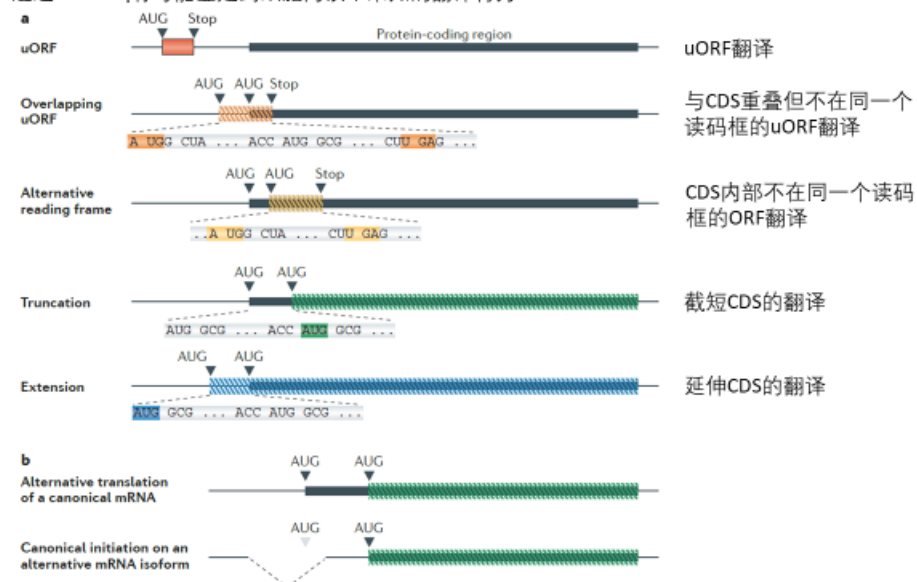 a
AUG Stop
uORF
Protein-coding region
uORF翻译
AUG AUG Stop
Overlapping
uORF
与CDS重叠但不在同一个
读码框的uORF翻译
A UGG CUA ... ACC AUG GCG ... CUU GAG ...
AUG AUG Stop
Alternative
reading frame
CDS内部不在同一个读码
框的ORF翻译
..A UGG CUA ... CUU GAG ...
AUG AUG
Truncation
截短CDS的翻译
AUG GCG ... ACC AUG GCG ...
AUG AUG
Extension
延伸CDS的翻译
AUG GCG ... ACC AUG GCG ...
b
AUG AUG
Alternative translation
of a canonical mRNA
AUG AUG
Canonical initiation on an
alternative mRNA isoform